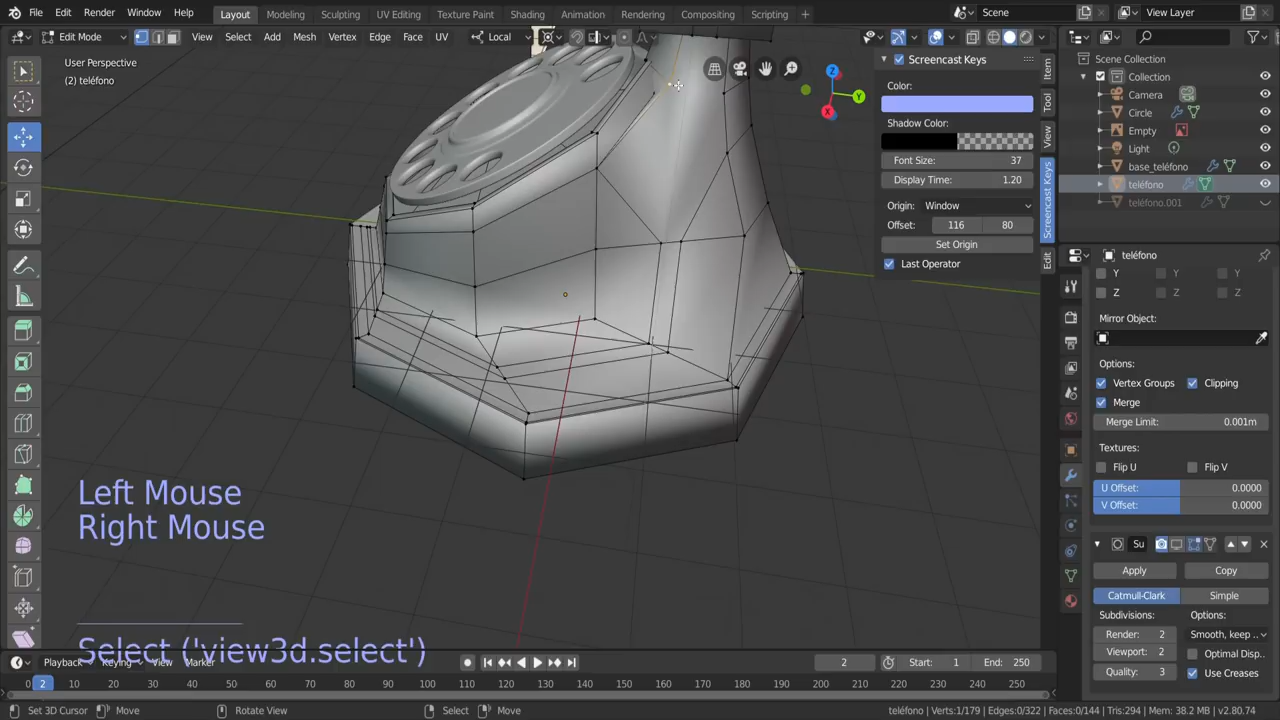 File Edit Render Window Help Layout Modeling Sculpting UV Editing Texture Paint Shading Animation Rendering Compositing Scripting + Scene View Layer
Edit Mode View Select Add Mesh Vertex Edge Face UV Local
User Perspective
(2) teléfono
Z
Y
X
Screencast Keys
Color:
Shadow Color:
Font Size: 37
Display Time: 1.20
Origin: Window
Offset: 116 80
Set Origin
Last Operator
Item
Tool
View
Screencast Keys
Edit
Scene Collection
Collection
Camera
Circle
Empty
Light
base_teléfono
teléfono
teléfono.001
teléfono
Y
Z
Mirror Object:
Options:
Vertex Groups Clipping
Merge
Merge Limit: 0.001m
Textures:
Flip U Flip V
U Offset: 0.0000
V Offset: 0.0000
Su
Apply Copy
Catmull-Clark Simple
Subdivisions: Options:
Render: 2 Smooth, keep ..
Viewport: 2 Optimal Disp..
Quality: 3 Use Creases
Left Mouse
Right Mouse
Select ('view3d.select')
Playback Keying View Marker 2 Start: 1 End: 250
0 2 10 20 30 40 50 60 70 80 90 100 110 120 130 140 150 160 170 180 190 200 210 220 230 240 250
Set 3D Cursor Move Rotate View Select Move teléfono | Verts:1/179 | Edges:0/322 | Faces:0/144 | Tris:294 | Mem: 38.2 MB | v2.80.74